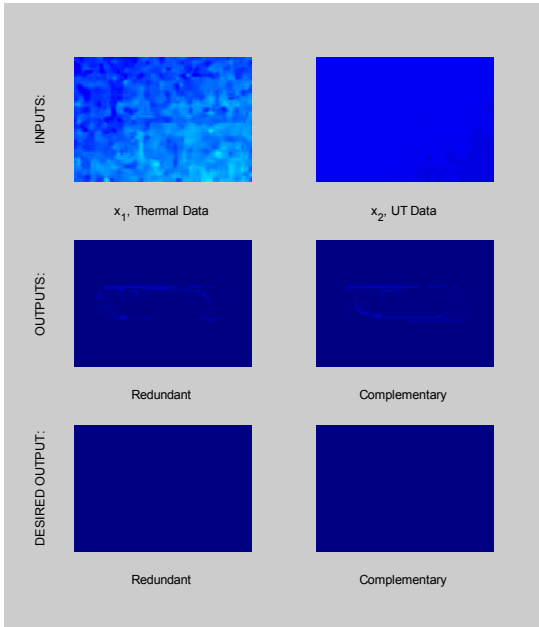 INPUTS:
x1, Thermal Data
x2, UT Data
OUTPUTS:
Redundant
Complementary
DESIRED OUTPUT:
Redundant
Complementary